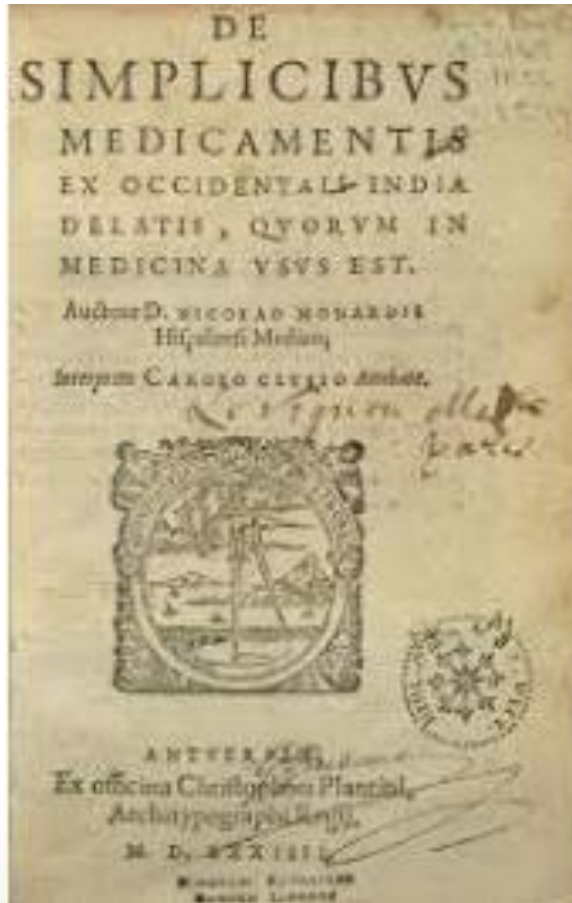 DE
SIMPLICIBVS
MEDICAMENTIS
EX OCCIDENTALI INDIA
DELATIS, QVORVM IN
MEDICINA VSVS EST.
Auctore D. NICOLAO MONARDIS
Hispalensi Medico;
Interprete CAROLO CLVSIO Atrebate.
ANTVERPIÆ,
Ex officina Christophori Plantini,
Architypographi Regij.
M. D. LXXIIII.